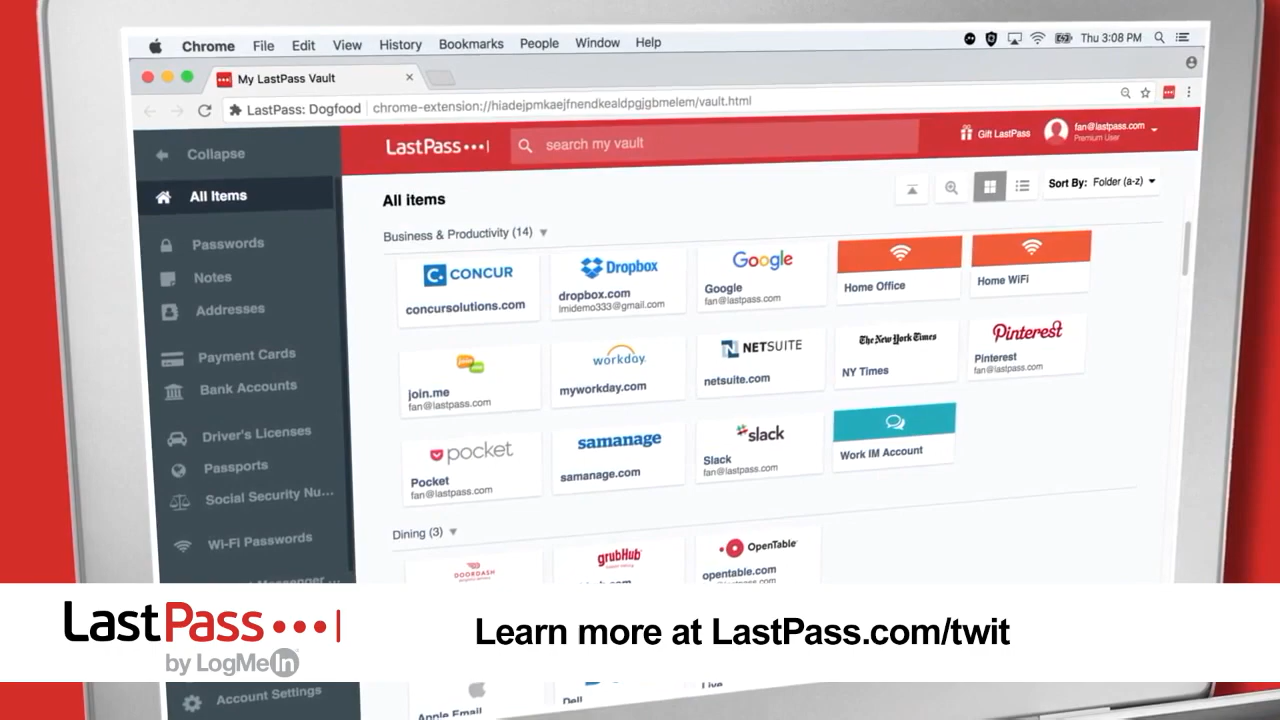 Chrome File Edit View History Bookmarks People Window Help Thu 3:08 PM
My LastPass Vault
LastPass: Dogfood chrome-extension://hiadejpmkaejfnendkealdpgjgbmelem/vault.html
Collapse
LastPass
search my vault
Gift LastPass
fan@lastpass.com
Premium User
All Items
Passwords
Notes
Addresses
Payment Cards
Bank Accounts
Driver's Licenses
Passports
Social Security Nu...
Wi-Fi Passwords
Account Settings
All items
Sort By: Folder (a-z)
Business & Productivity (14)
CONCUR
concursolutions.com
Dropbox
dropbox.com
lmidemo333@gmail.com
Google
Google
fan@lastpass.com
Home Office
Home WiFi
join.me
join.me
fan@lastpass.com
workday.
myworkday.com
NETSUITE
netsuite.com
The New York Times
NY Times
Pinterest
Pinterest
fan@lastpass.com
pocket
Pocket
fan@lastpass.com
samanage
samanage.com
slack
Slack
fan@lastpass.com
Work IM Account
Dining (3)
DOORDASH
grubHub
OpenTable
opentable.com
Apple Email
Dell
LastPass
by LogMeIn
Learn more at LastPass.com/twit